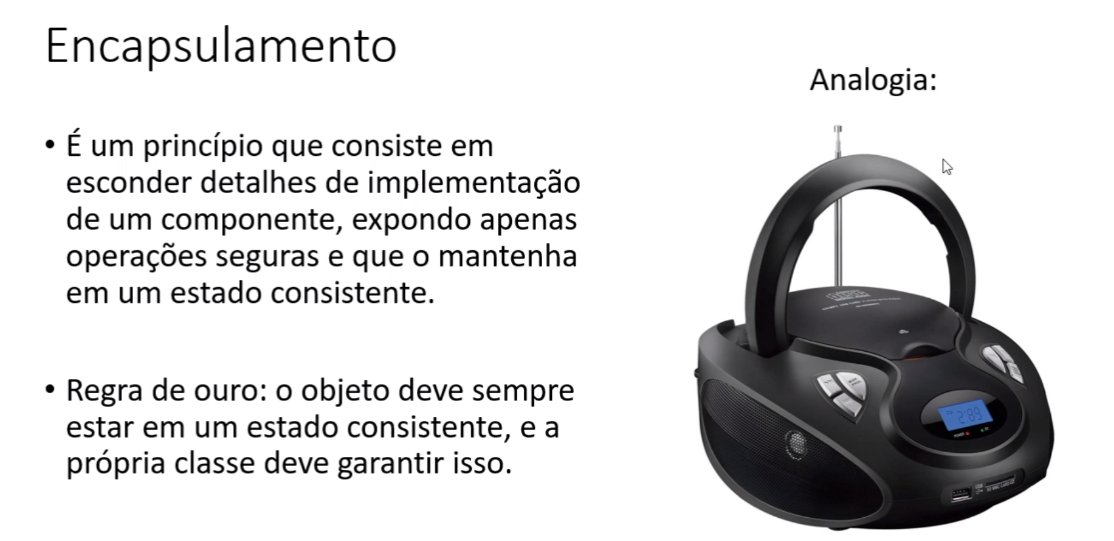 Encapsulamento
Analogia:
• É um princípio que consiste em
esconder detalhes de implementação
de um componente, expondo apenas
operações seguras e que o mantenha
em um estado consistente.
• Regra de ouro: o objeto deve sempre
estar em um estado consistente, e a
própria classe deve garantir isso.